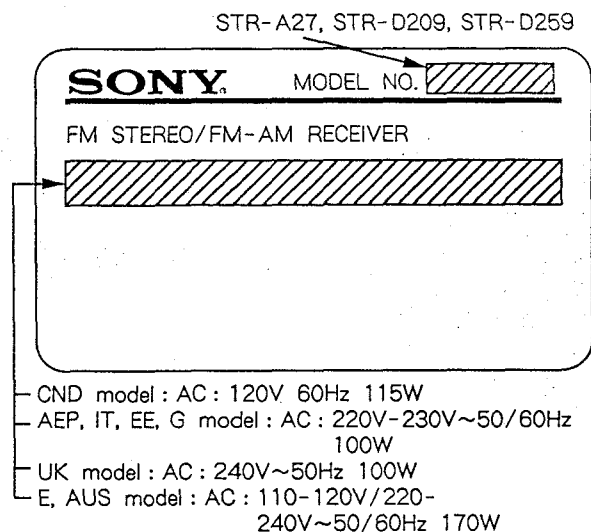 STR-A27, STR-D209, STR-D259
SONY. MODEL NO.
FM STEREO/FM-AM RECEIVER
CND model : AC : 120V 60Hz 115W
AEP, IT, EE, G model : AC : 220V-230V~50/60Hz
100W
UK model : AC : 240V~50Hz 100W
E, AUS model : AC : 110-120V/220-
240V~50/60Hz 170W